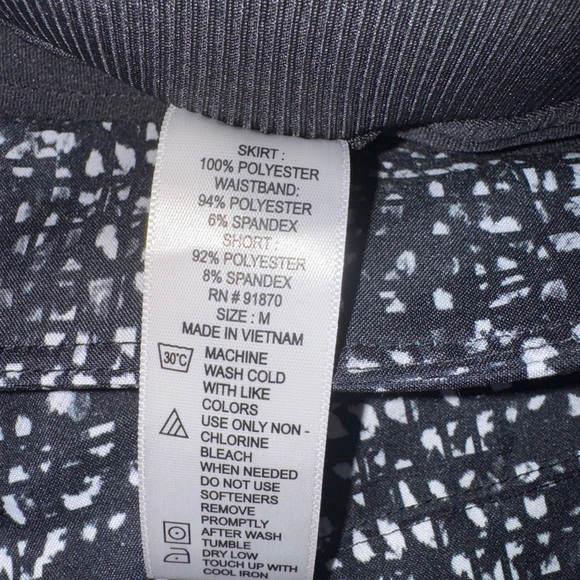 SKIRT :
100% POLYESTER
WAISTBAND:
94% POLYESTER
6% SPANDEX
SHORT :
92% POLYESTER
8% SPANDEX
RN # 91870
SIZE : M
MADE IN VIETNAM
30°C MACHINE
WASH COLD
WITH LIKE
COLORS
USE ONLY NON -
CHLORINE
BLEACH
WHEN NEEDED
DO NOT USE
SOFTENERS
REMOVE
PROMPTLY
AFTER WASH
TUMBLE
DRY LOW
TOUCH UP WITH
COOL IRON